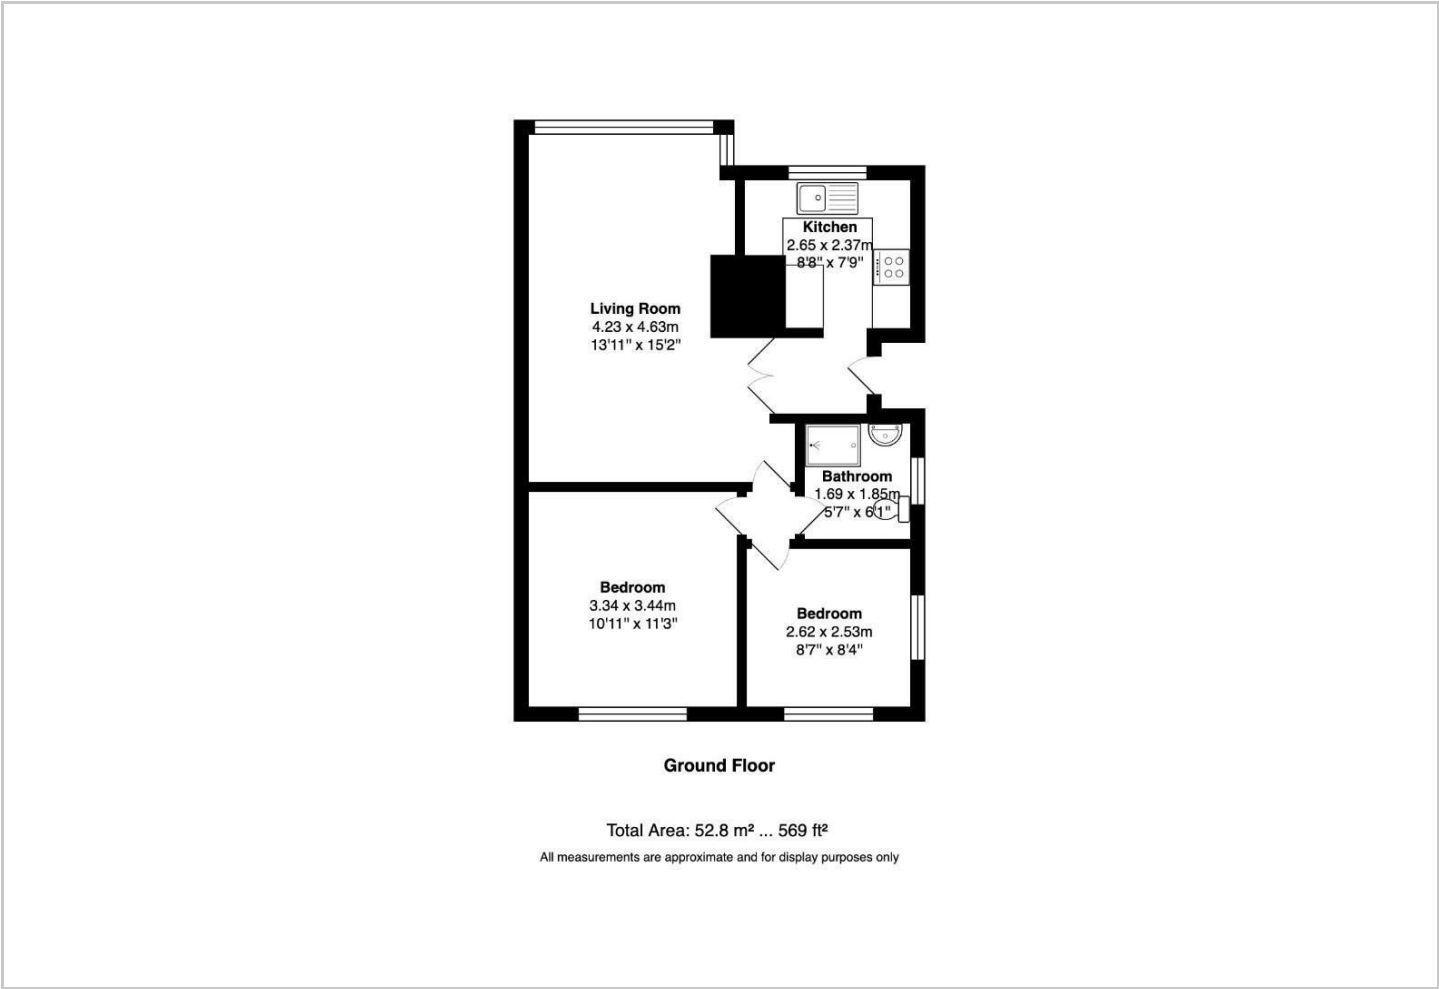 Kitchen
2.65 x 2.37m
8'8" x 7'9"
Living Room
4.23 x 4.63m
13'11" x 15'2"
Bathroom
1.69 x 1.85m
5'7" x 6'1"
Bedroom
3.34 x 3.44m
10'11" x 11'3"
Bedroom
2.62 x 2.53m
8'7" x 8'4"
Ground Floor
Total Area: 52.8 m² ... 569 ft²
All measurements are approximate and for display purposes only